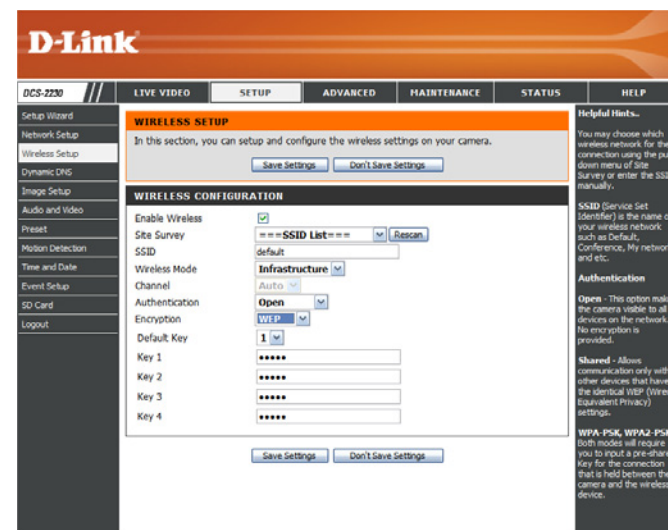 D-Link
DCS-2230
LIVE VIDEO
SETUP
ADVANCED
MAINTENANCE
STATUS
HELP
Setup Wizard
Network Setup
Wireless Setup
Dynamic DNS
Image Setup
Audio and Video
Preset
Motion Detection
Time and Date
Event Setup
SD Card
Logout
WIRELESS SETUP
In this section, you can setup and configure the wireless settings on your camera.
Save Settings
Don't Save Settings
WIRELESS CONFIGURATION
Enable Wireless
Site Survey ===SSID List=== Rescan
SSID default
Wireless Mode Infrastructure
Channel Auto
Authentication Open
Encryption WEP
Default Key 1
Key 1 •••••
Key 2 •••••
Key 3 •••••
Key 4 •••••
Save Settings
Don't Save Settings
Helpful Hints..
You may choose which
wireless network for the
connection using the pu
down menu of Site
Survey or enter the SSI
manually.
SSID (Service Set
Identifier) is the name o
your wireless network
such as Default,
Conference, My networ
and etc.
Authentication
Open - This option mak
the camera visible to all
devices on the network.
No encryption is
provided.
Shared - Allows
communication only with
other devices that have
the identical WEP (Wire
Equivalent Privacy)
settings.
WPA-PSK, WPA2-PSK
Both modes will require
you to input a pre-share
Key for the connection
that is held between the
camera and the wireless
device.